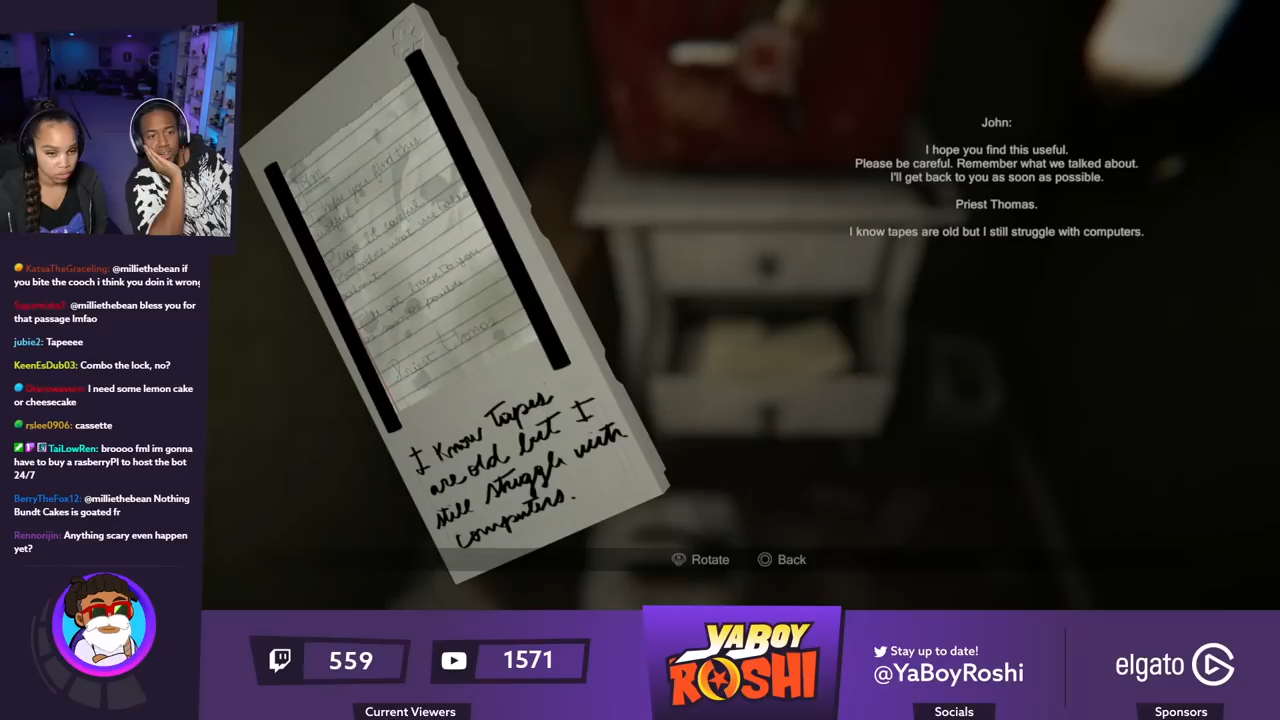 John:
I hope you find this useful.
Please be careful. Remember what we talked about.
I'll get back to you as soon as possible.
Priest Thomas.
I know tapes are old but I still struggle with computers.
I Know Tapes
are old but I
still struggle with
computers.
Rotate
Back
KatsaTheGraceling: @milliethebean if
you bite the cooch i think you doin it wrong
@milliethebean bless you for
that passage lmfao
jubie2: Tapeeee
KeenEsDub03: Combo the lock, no?
I need some lemon cake
or cheesecake
rslee0906: cassette
TaiLowRen: broooo fml im gonna
have to buy a rasberryPI to host the bot
24/7
BerryTheFox12: @milliethebean Nothing
Bundt Cakes is goated fr
Rennorijin: Anything scary even happen
yet?
559
1571
Current Viewers
YABOY
ROSHI
Stay up to date!
@YaBoyRoshi
Socials
elgato
Sponsors